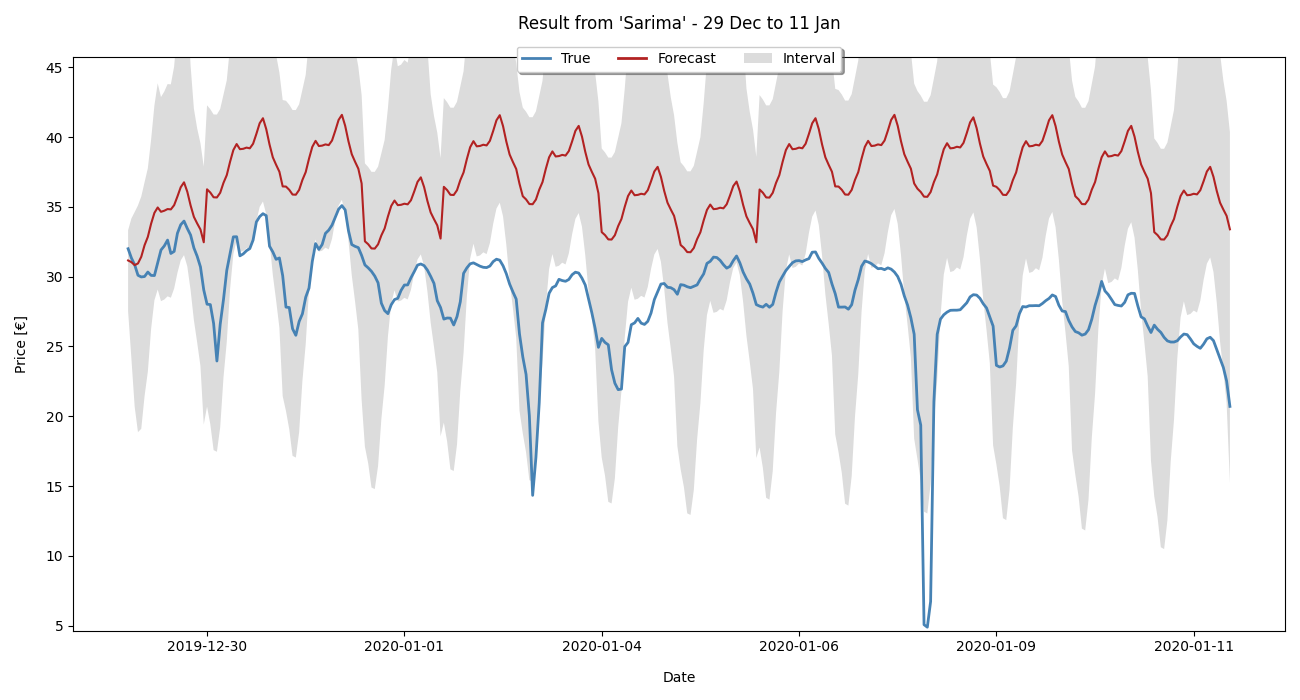 Result from 'Sarima' - 29 Dec to 11 Jan
True Forecast Interval
45
40
35
30
25
20
15
10
5
Price [€]
2019-12-30 2020-01-01 2020-01-04 2020-01-06 2020-01-09 2020-01-11
Date